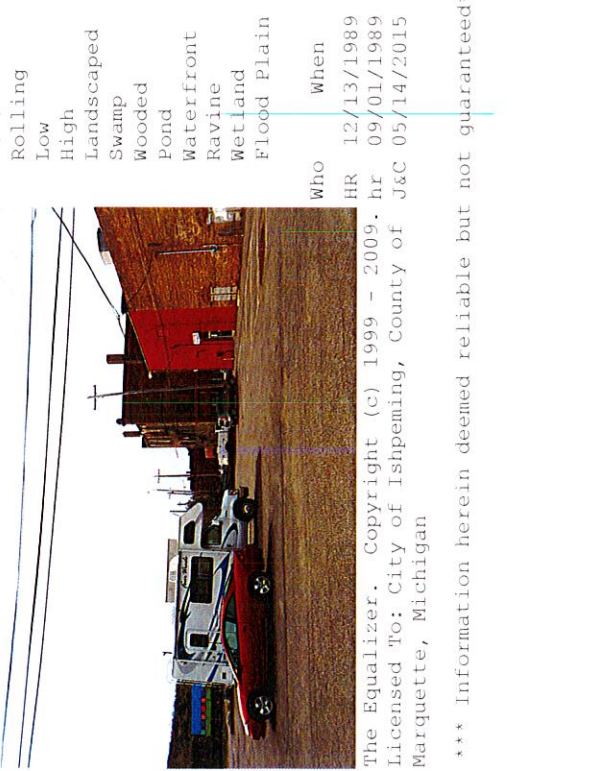 Rolling
Low
High
Landscaped
Swamp
Wooded
Pond
Waterfront
Ravine
Wetland
Flood Plain
Who When
HR 12/13/1989
hr 09/01/1989
J&C 05/14/2015
The Equalizer. Copyright (c) 1999 - 2009.
Licensed To: City of Ishpeming, County of
Marquette, Michigan
*** Information herein deemed reliable but not guaranteed*